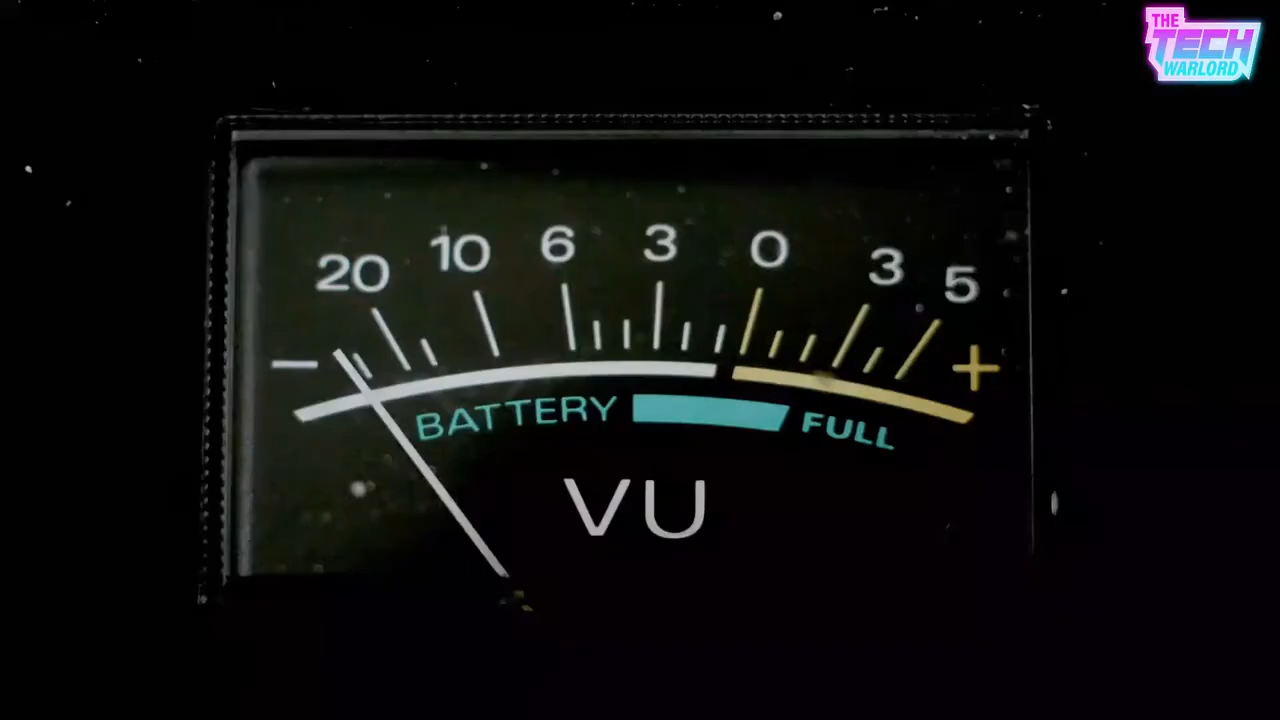 THE
TECH
WARLORD
20 10 6 3 0 3 5
− +
BATTERY FULL
VU